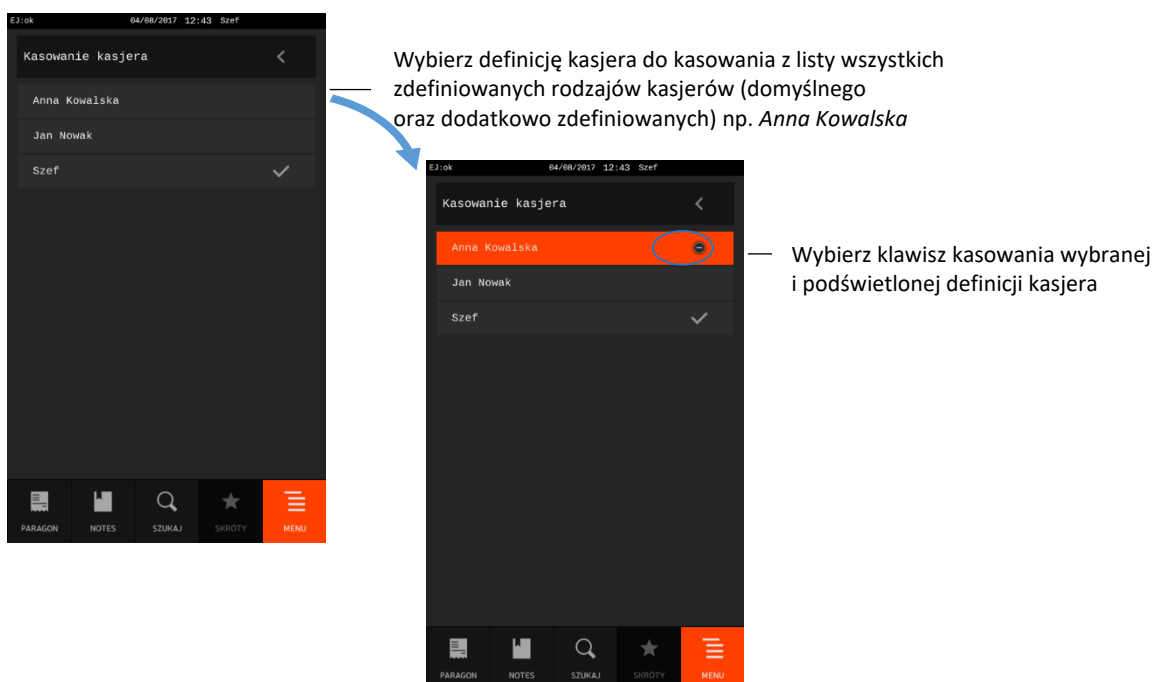 EJ:ok 04/08/2017 12:43 Szef
Kasowanie kasjera
Anna Kowalska
Jan Nowak
Szef
PARAGON NOTES SZUKAJ SKRÓTY MENU
Wybierz definicję kasjera do kasowania z listy wszystkich
zdefiniowanych rodzajów kasjerów (domyślnego
oraz dodatkowo zdefiniowanych) np. Anna Kowalska
EJ:ok 04/08/2017 12:43 Szef
Kasowanie kasjera
Anna Kowalska
Jan Nowak
Szef
PARAGON NOTES SZUKAJ SKRÓTY MENU
Wybierz klawisz kasowania wybranej
i podświetlonej definicji kasjera